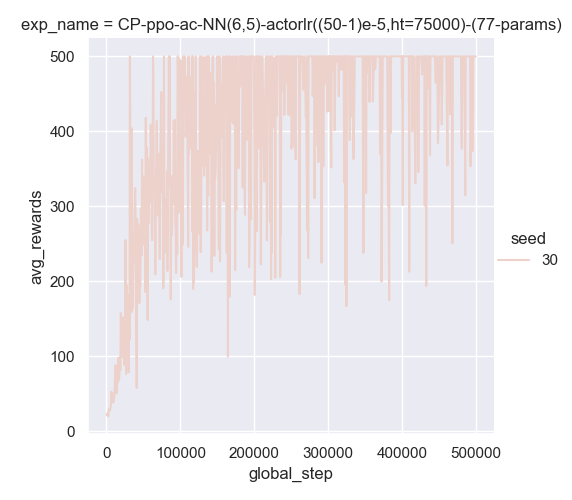 exp_name = CP-ppo-ac-NN(6,5)-actorlr((50-1)e-5,ht=75000)-(77-params)
500
400
300
200
100
0
avg_rewards
seed
30
0 100000 200000 300000 400000 500000
global_step